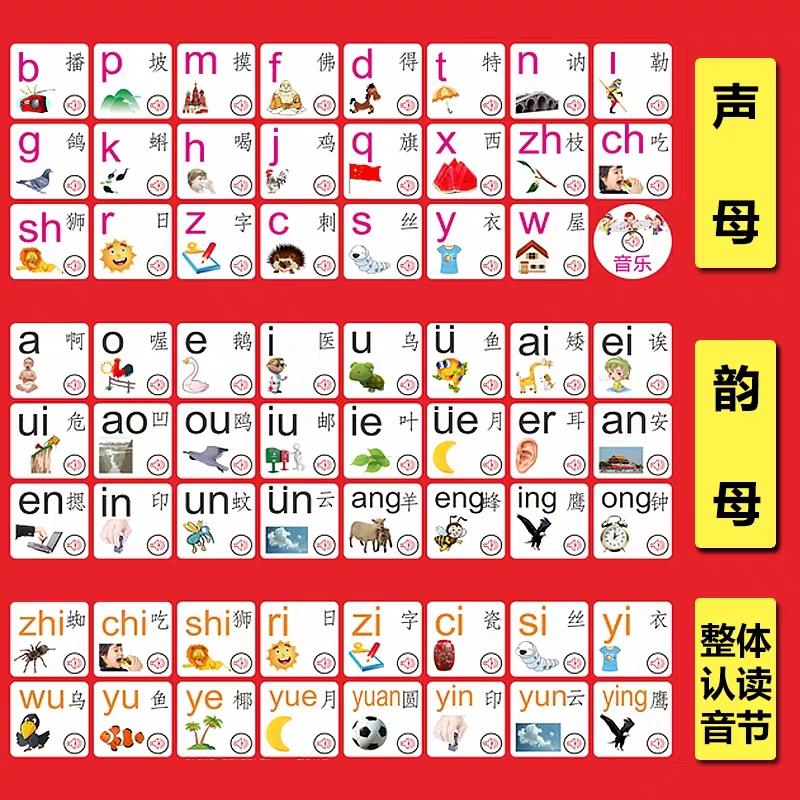 b 播 p 坡 m 摸 f 佛 d 得 t 特 n 讷 l 勒
g 鸽 k 蝌 h 喝 j 鸡 q 旗 x 西 zh 枝 ch 吃
sh 狮 r 日 z 字 c 刺 s 丝 y 衣 w 屋 音乐
声母
a 啊 o 喔 e 鹅 i 医 u 乌 ü 鱼 ai 矮 ei 诶
ui 危 ao 凹 ou 鸥 iu 邮 ie 叶 üe 月 er 耳 an 安
en 摁 in 印 un 蚊 ün 云 ang 羊 eng 蜂 ing 鹰 ong 钟
韵母
zhi 蜘 chi 吃 shi 狮 ri 日 zi 字 ci 瓷 si 丝 yi 衣
wu 乌 yu 鱼 ye 椰 yue 月 yuan 圆 yin 印 yun 云 ying 鹰
整体
认读
音节